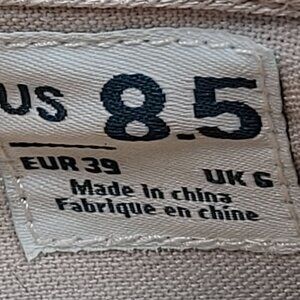 US 8.5
EUR 39 UK 6
Made in china
Fabrique en chine